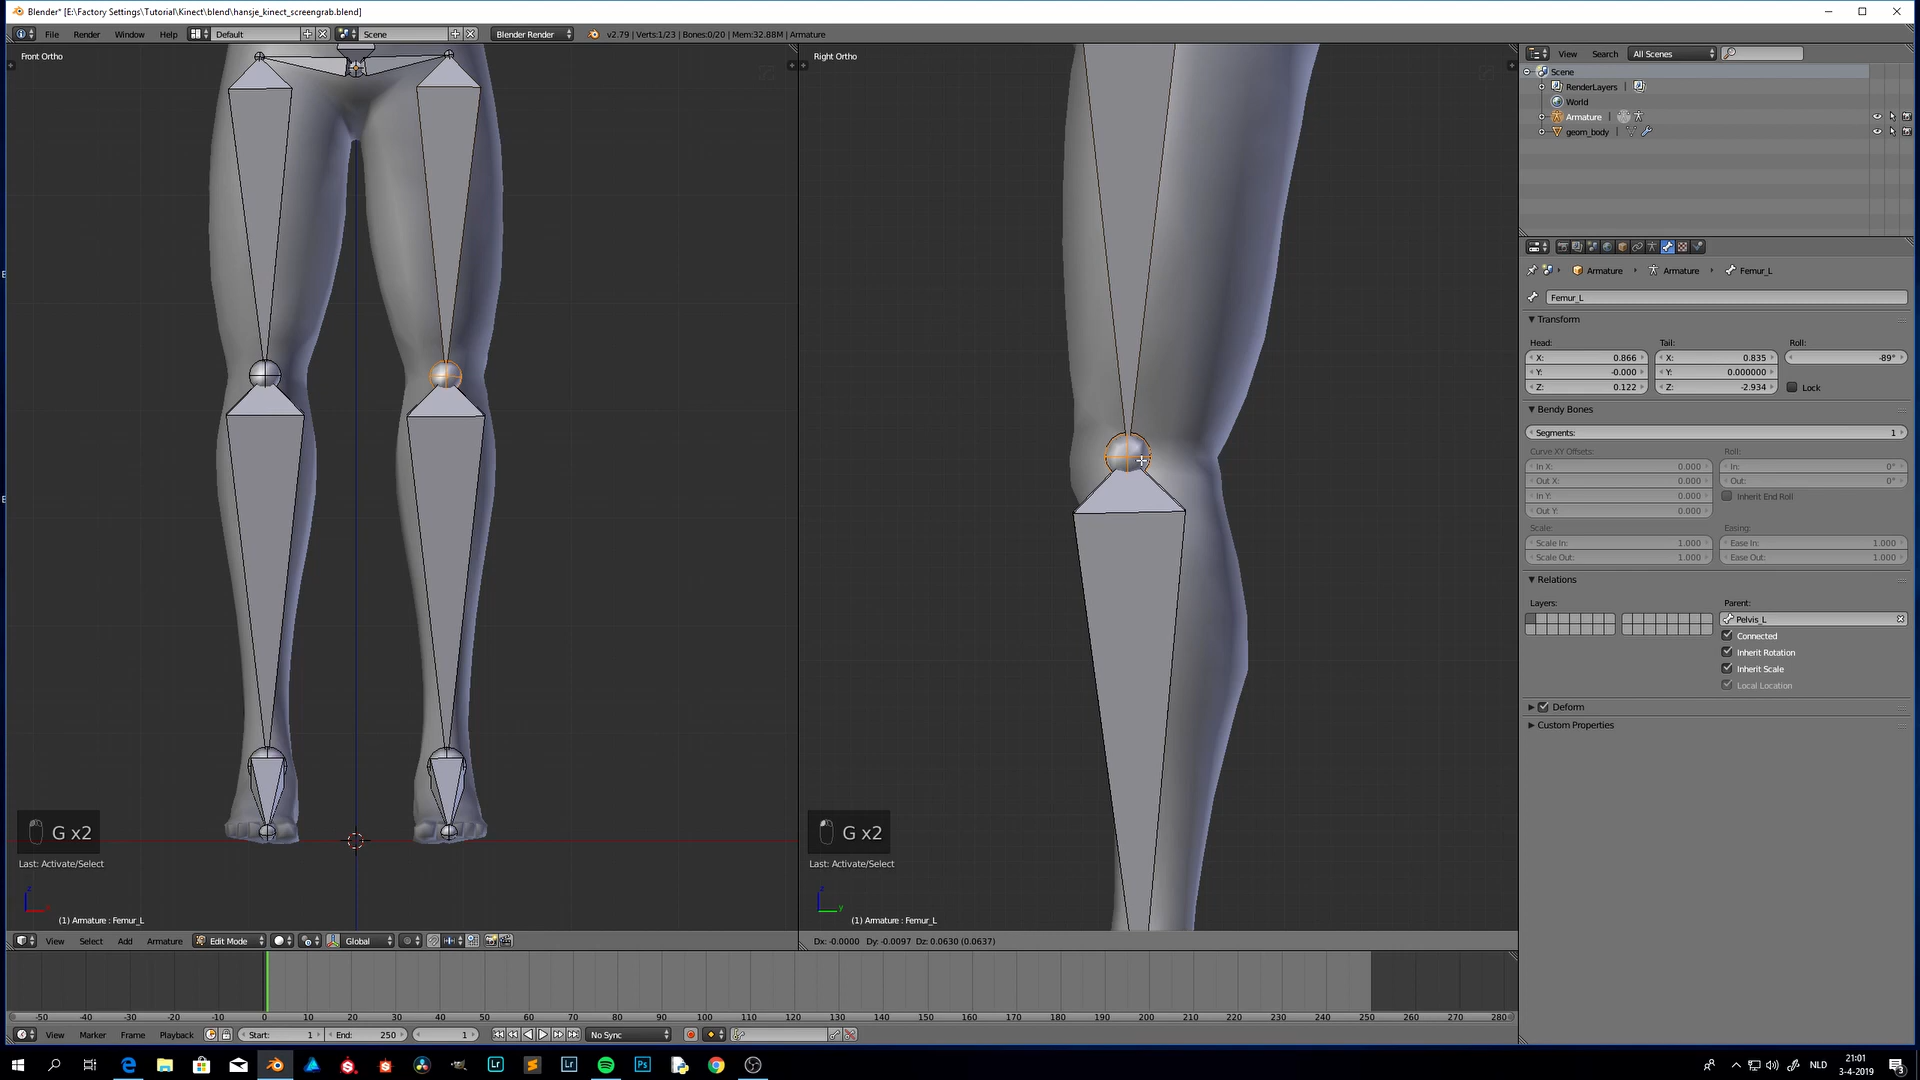 Blender* [E:\Factory Settings\Tutorial\Kinect\blend\hansje_kinect_screengrab.blend]
File Render Window Help Default Scene Blender Render v2.79 | Verts:1/23 | Bones:0/20 | Mem:32.88M | Armature
Front Ortho
Right Ortho
View Search All Scenes
Scene
RenderLayers
World
Armature
geom_body
Armature Armature Femur_L
Femur_L
Transform
Head: Tail: Roll:
X: 0.866 X: 0.835 -89°
Y: -0.000 Y: 0.000000
Z: 0.122 Z: -2.934 Lock
Bendy Bones
Segments: 1
Curve XY Offsets: Roll:
In X: 0.000 In: 0°
Out X: 0.000 Out: 0°
In Y: 0.000 Inherit End Roll
Out Y: 0.000
Scale: Easing:
Scale In: 1.000 Ease In: 1.000
Scale Out: 1.000 Ease Out: 1.000
Relations
Layers: Parent:
Pelvis_L
Connected
Inherit Rotation
Inherit Scale
Local Location
Deform
Custom Properties
G x2
Last: Activate/Select
z
(1) Armature : Femur_L
G x2
Last: Activate/Select
z
y
(1) Armature : Femur_L
View Select Add Armature Edit Mode Global
Dx: -0.0000 Dy: -0.0097 Dz: 0.0630 (0.0637)
-50 -40 -30 -20 -10 0 10 20 30 40 50 60 70 80 90 100 110 120 130 140 150 160 170 180 190 200 210 220 230 240 250 260 270 280
View Marker Frame Playback Start: 1 End: 250 1 No Sync
Lr Lr Ps
NLD
21:01
3-4-2019
3